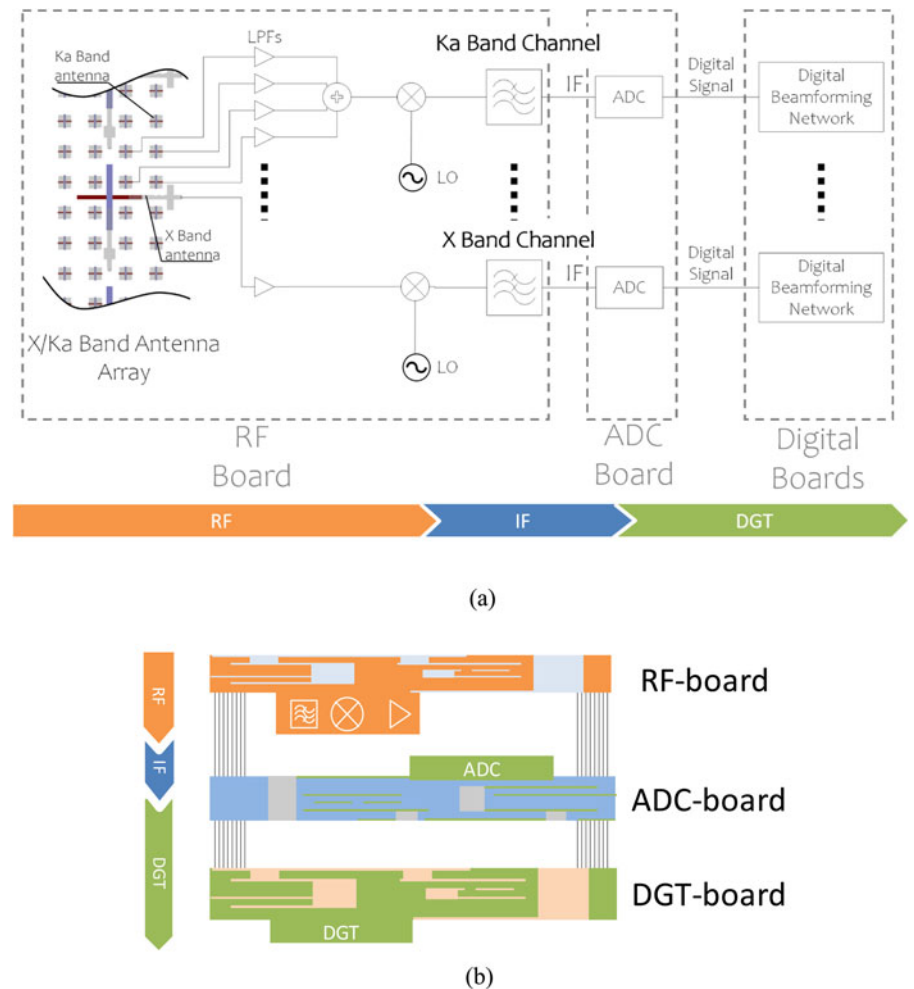 LPFs
Ka Band Channel
Ka Band
antenna
IF
ADC
Digital
Signal
Digital
Beamforming
Network
LO
X Band Channel
X Band
antenna
IF
ADC
Digital
Signal
Digital
Beamforming
Network
LO
X/Ka Band Antenna
Array
RF
Board
ADC
Board
Digital
Boards
RF
IF
DGT
(a)
RF
IF
DGT
RF-board
ADC
ADC-board
DGT-board
DGT
(b)